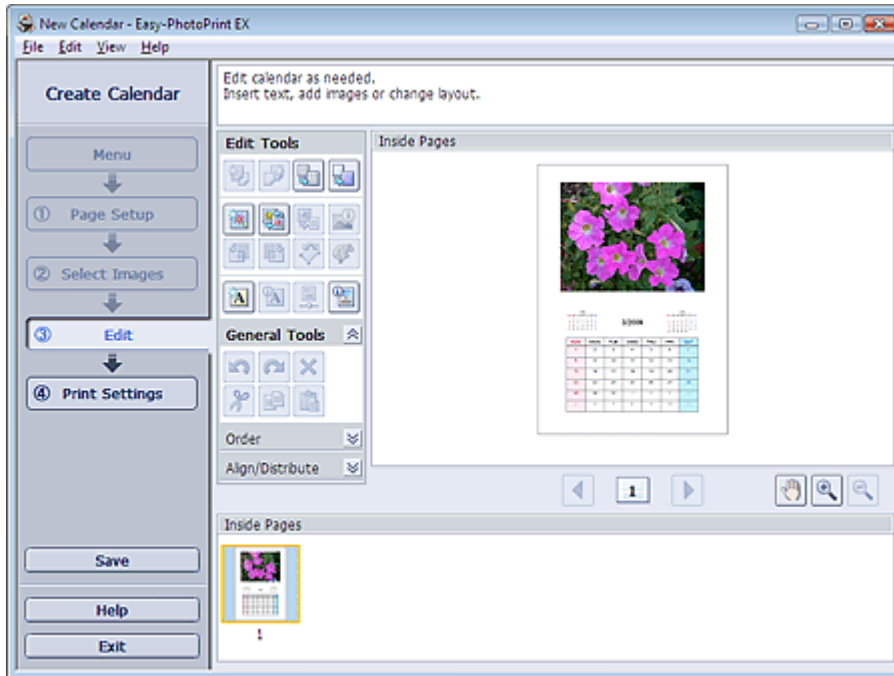 New Calendar - Easy-PhotoPrint EX
File Edit View Help
Create Calendar
Menu
① Page Setup
② Select Images
③ Edit
④ Print Settings
Save
Help
Exit
Edit calendar as needed.
Insert text, add images or change layout.
Edit Tools
General Tools
Order
Align/Distribute
Inside Pages
1
Inside Pages
1